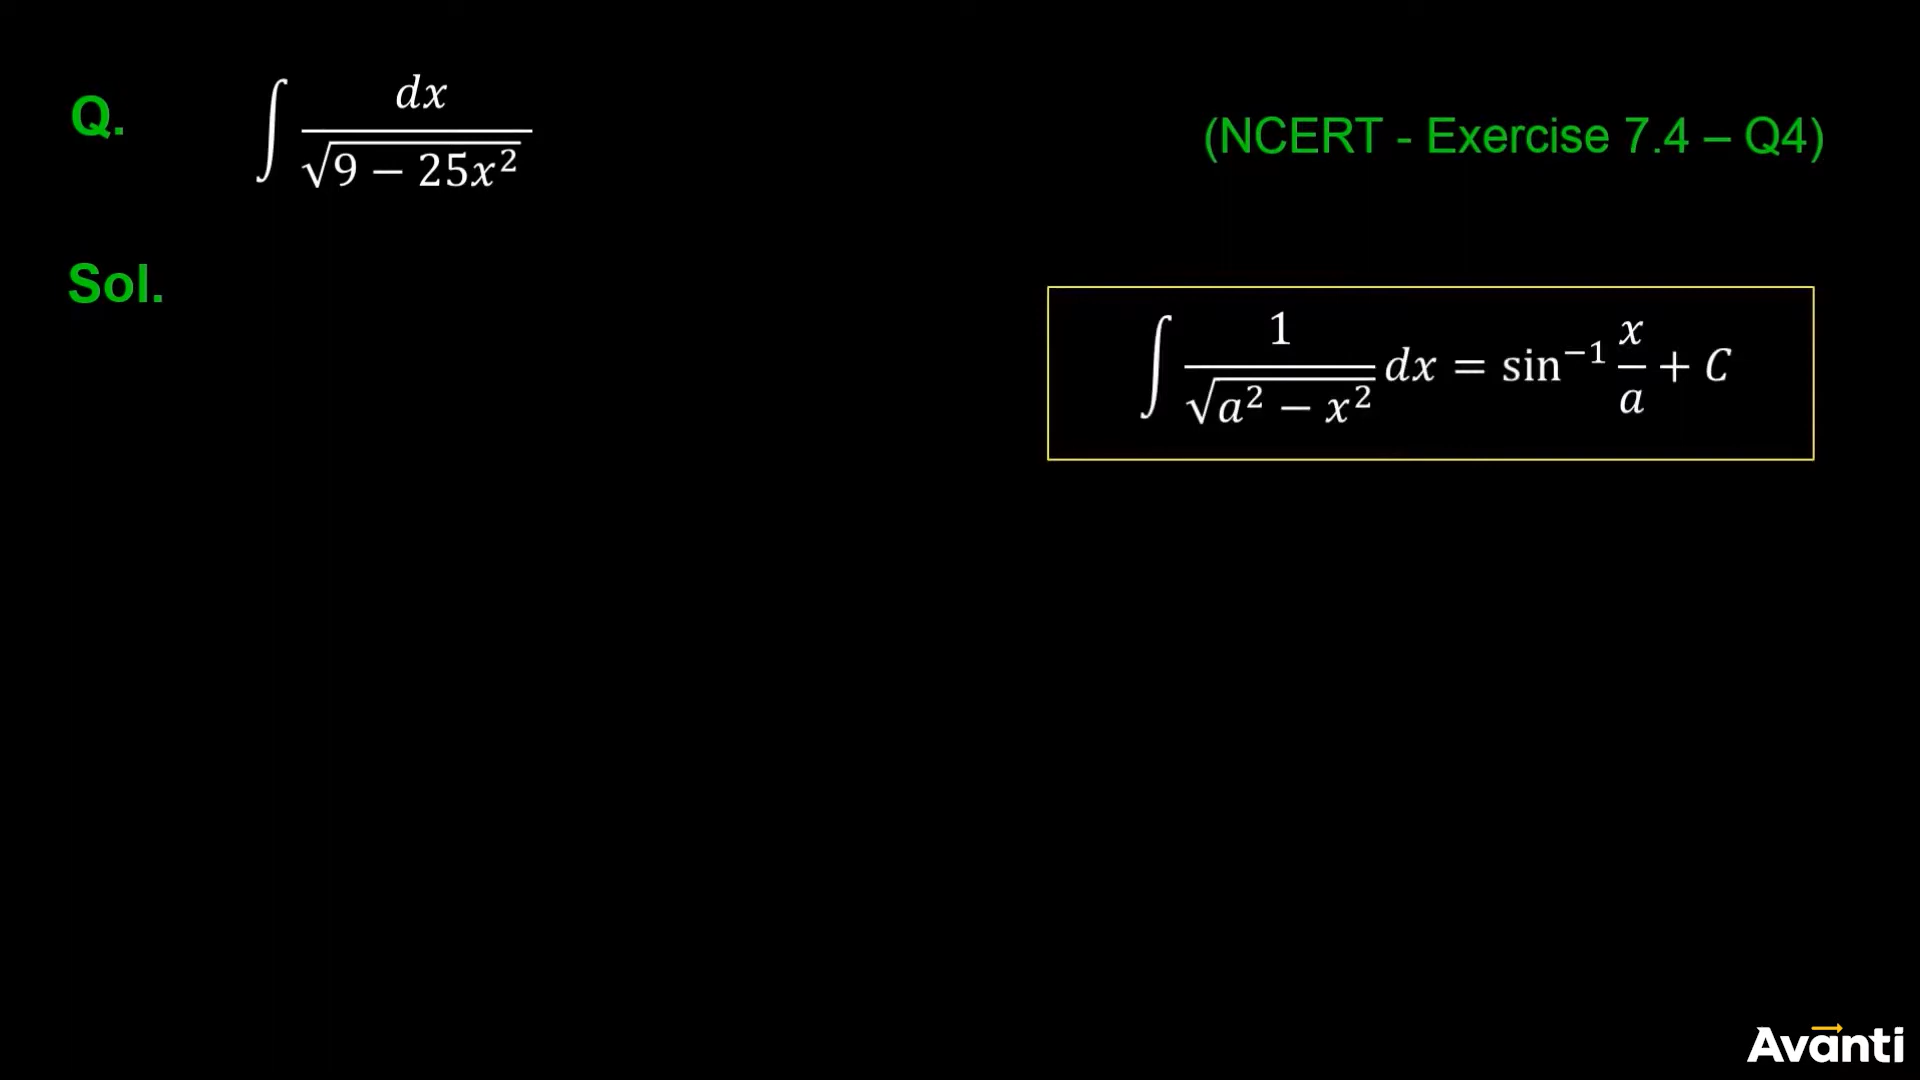 Q. ∫ dx / √(9 − 25x²)
(NCERT - Exercise 7.4 – Q4)
Sol.
∫ 1 / √(a² − x²) dx = sin⁻¹ x/a + C
Avanti